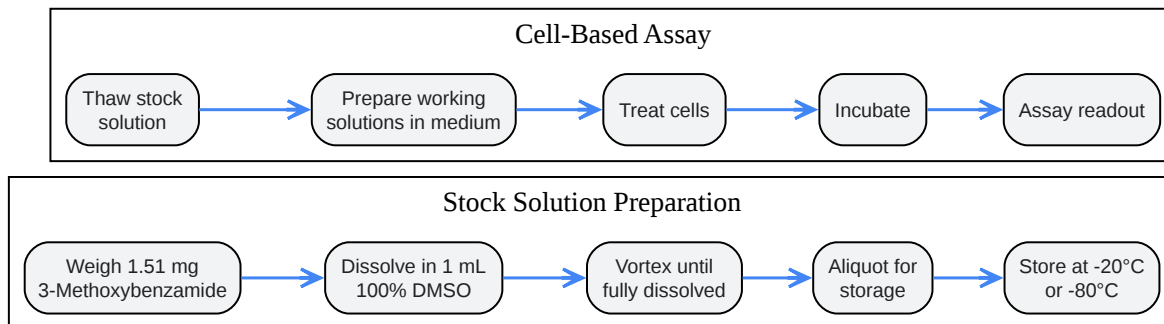 Cell-Based Assay
Thaw stock
solution
Prepare working
solutions in medium
Treat cells
Incubate
Assay readout
Stock Solution Preparation
Weigh 1.51 mg
3-Methoxybenzamide
Dissolve in 1 mL
100% DMSO
Vortex until
fully dissolved
Aliquot for
storage
Store at -20°C
or -80°C